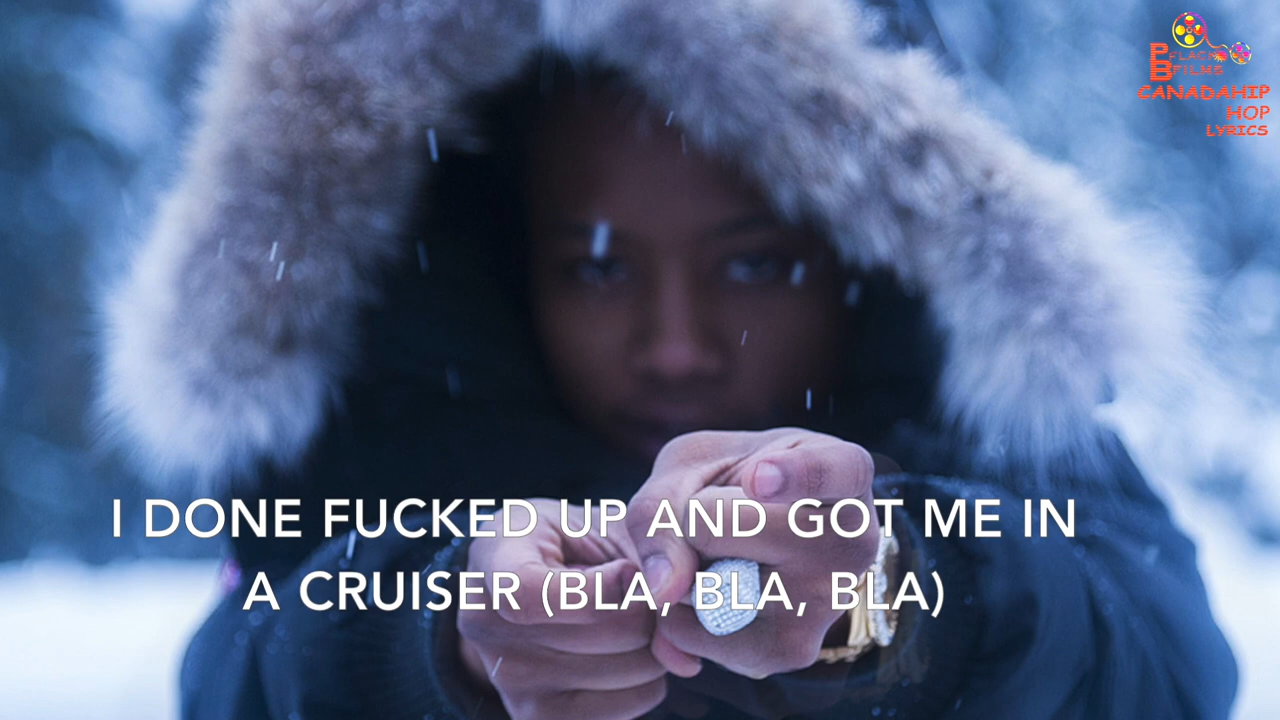 CANADAHIP
HOP
LYRICS
I DONE FUCKED UP AND GOT ME IN
A CRUISER (BLA, BLA, BLA)